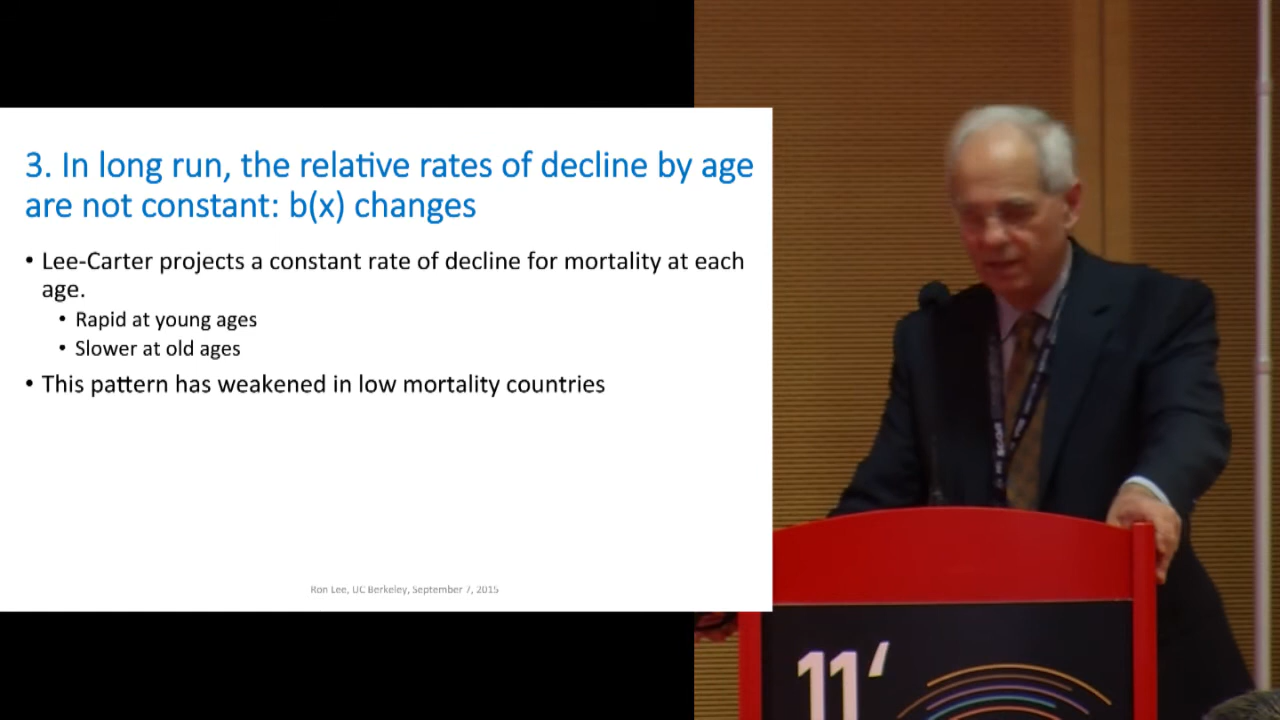 3. In long run, the relative rates of decline by age
are not constant: b(x) changes
• Lee-Carter projects a constant rate of decline for mortality at each
age.
• Rapid at young ages
• Slower at old ages
• This pattern has weakened in low mortality countries
Ron Lee, UC Berkeley, September 7, 2015
11‘